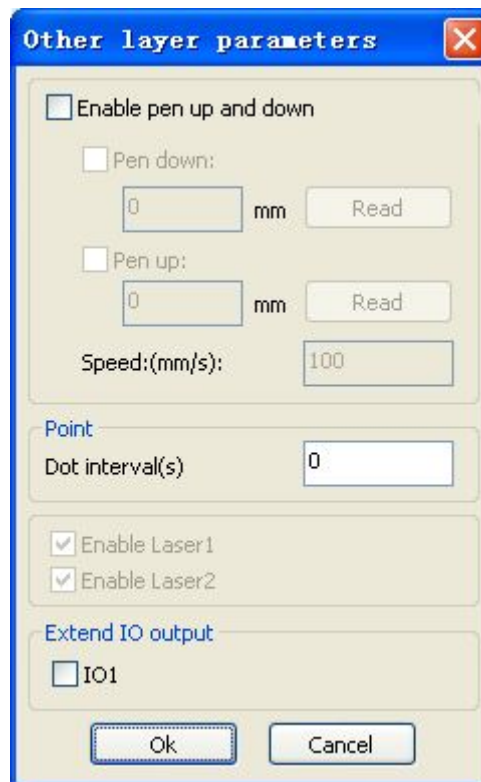 Other layer parameters
Enable pen up and down
Pen down:
0 mm Read
Pen up:
0 mm Read
Speed:(mm/s): 100
Point
Dot interval(s) 0
Enable Laser1
Enable Laser2
Extend IO output
IO1
Ok Cancel